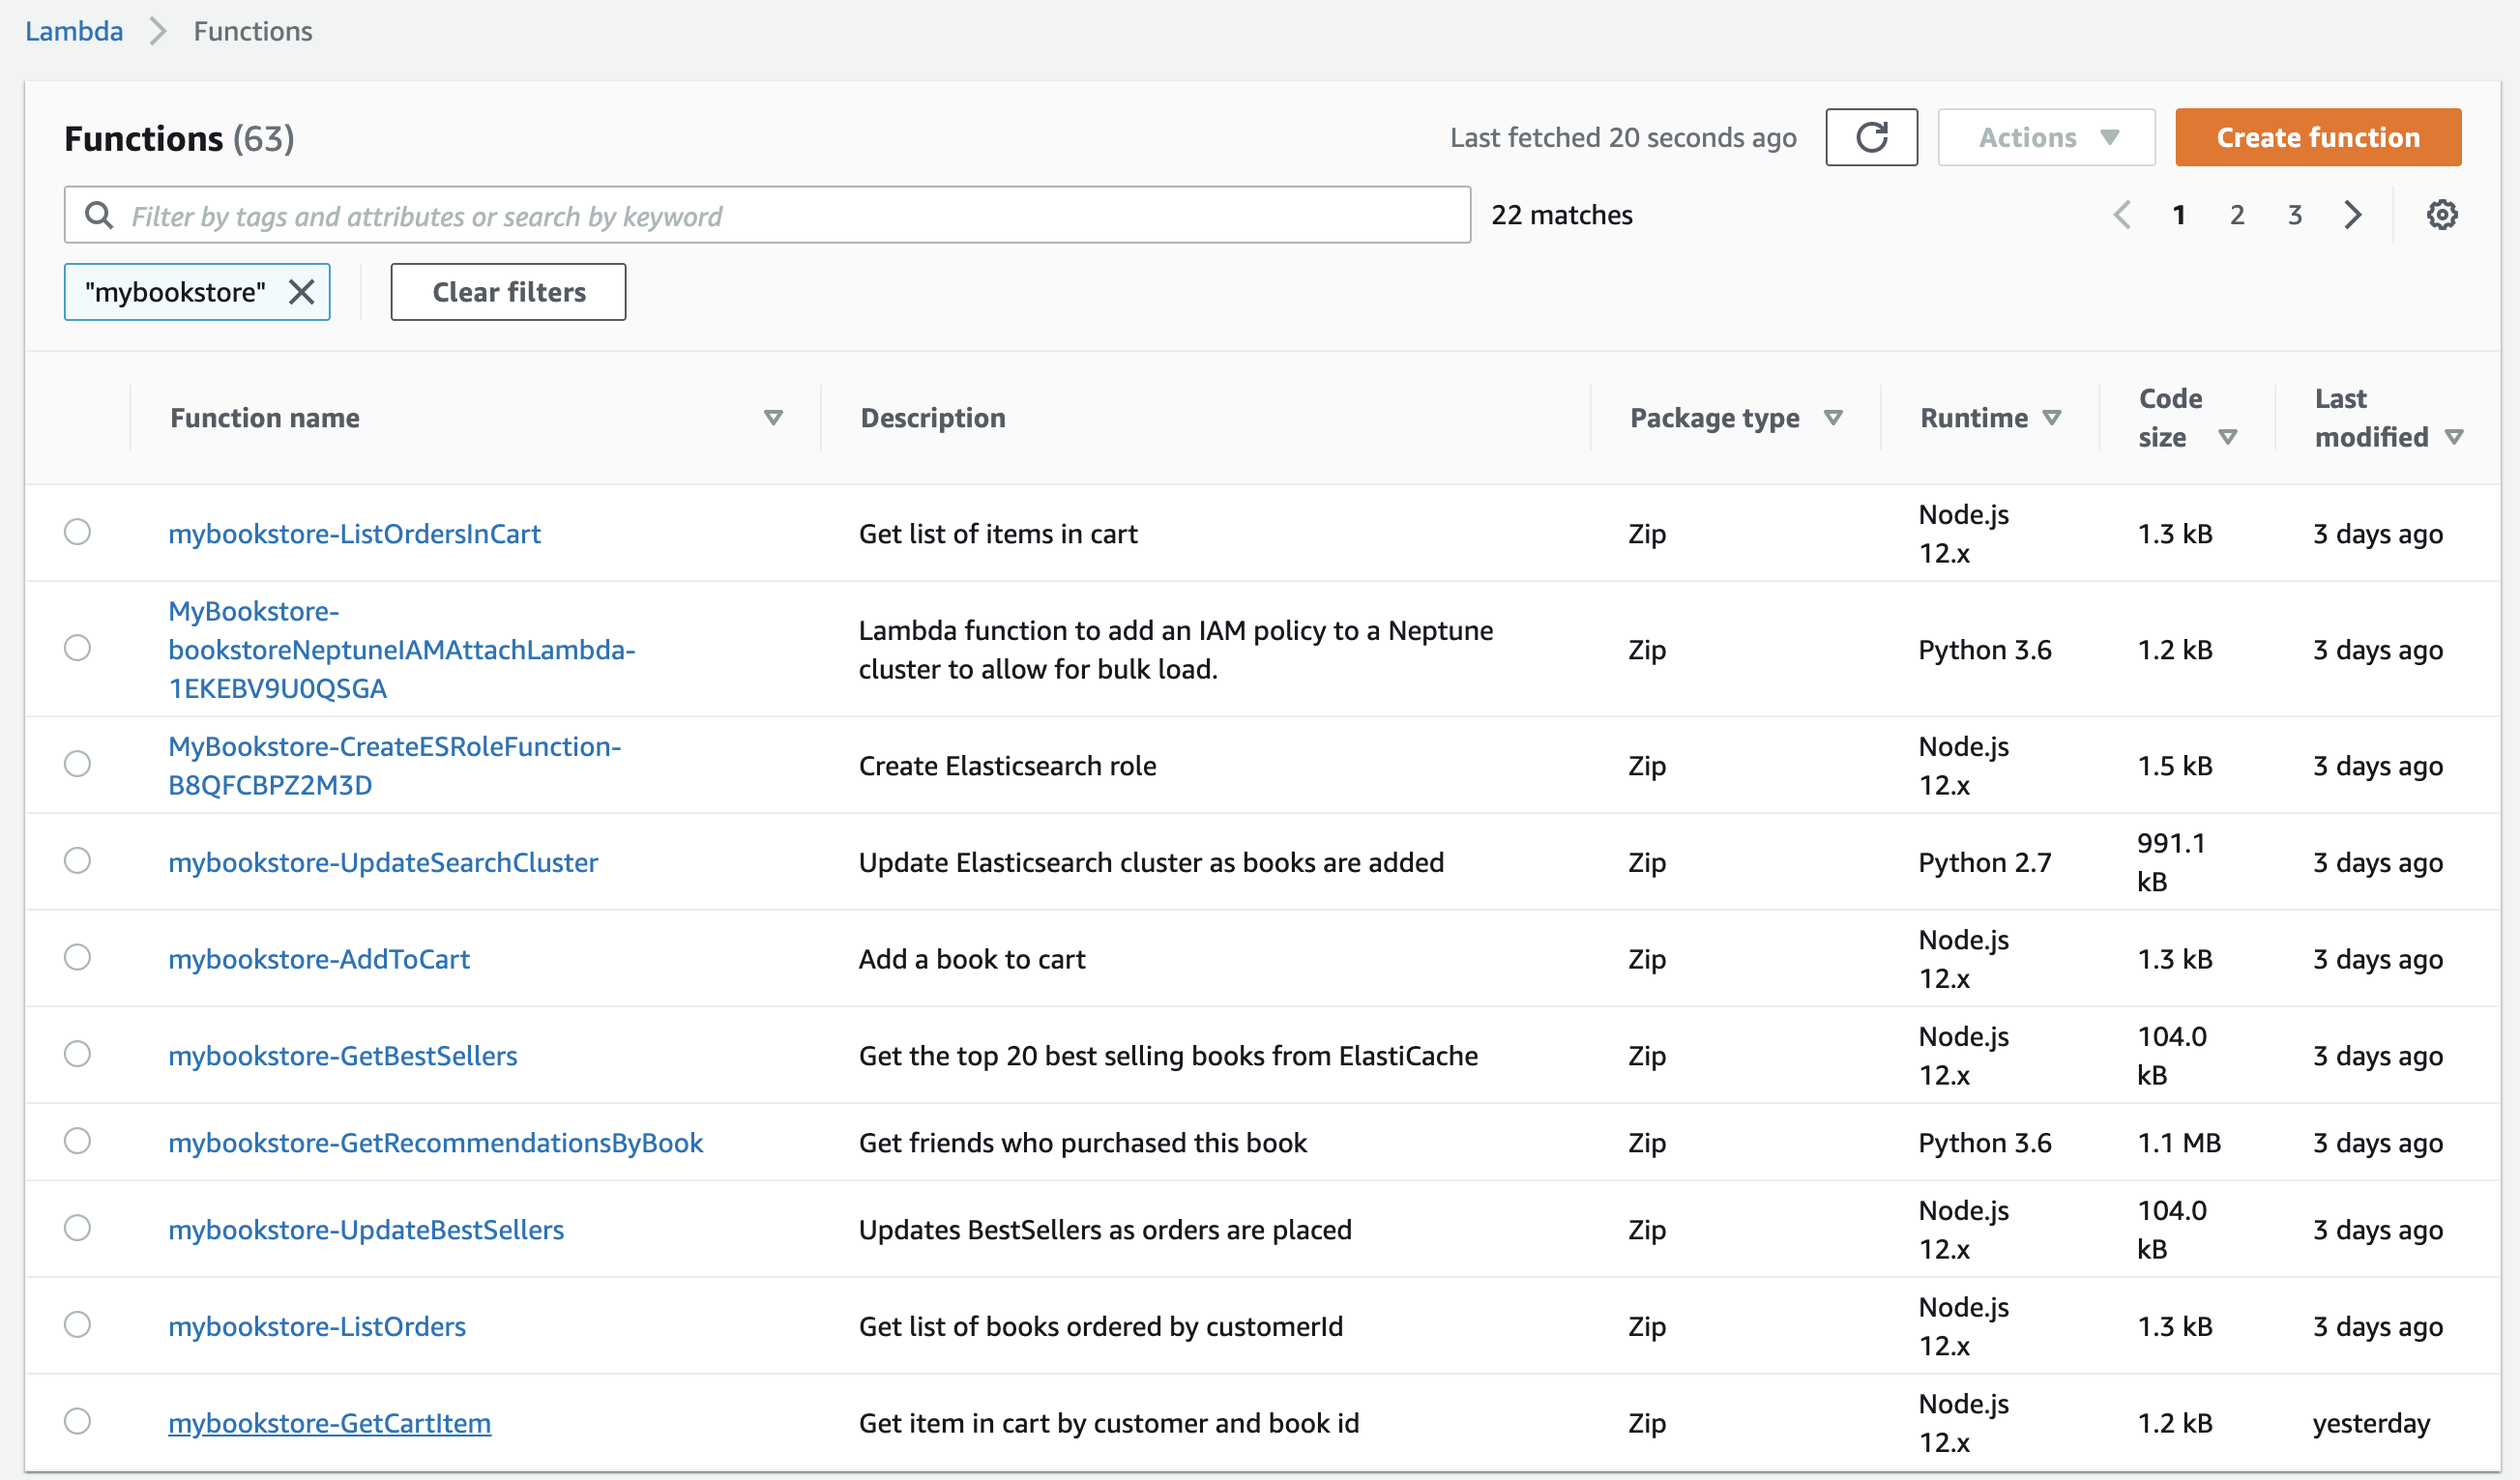 Lambda > Functions
Functions (63)
Last fetched 20 seconds ago
Actions
Create function
Filter by tags and attributes or search by keyword
22 matches
1 2 3
"mybookstore"
Clear filters
Function name
Description
Package type
Runtime
Code
size
Last
modified
mybookstore-ListOrdersInCart
Get list of items in cart
Zip
Node.js
12.x
1.3 kB
3 days ago
MyBookstore-
bookstoreNeptuneIAMAttachLambda-
1EKEBV9U0QSGA
Lambda function to add an IAM policy to a Neptune
cluster to allow for bulk load.
Zip
Python 3.6
1.2 kB
3 days ago
MyBookstore-CreateESRoleFunction-
B8QFCBPZ2M3D
Create Elasticsearch role
Zip
Node.js
12.x
1.5 kB
3 days ago
mybookstore-UpdateSearchCluster
Update Elasticsearch cluster as books are added
Zip
Python 2.7
991.1
kB
3 days ago
mybookstore-AddToCart
Add a book to cart
Zip
Node.js
12.x
1.3 kB
3 days ago
mybookstore-GetBestSellers
Get the top 20 best selling books from ElastiCache
Zip
Node.js
12.x
104.0
kB
3 days ago
mybookstore-GetRecommendationsByBook
Get friends who purchased this book
Zip
Python 3.6
1.1 MB
3 days ago
mybookstore-UpdateBestSellers
Updates BestSellers as orders are placed
Zip
Node.js
12.x
104.0
kB
3 days ago
mybookstore-ListOrders
Get list of books ordered by customerId
Zip
Node.js
12.x
1.3 kB
3 days ago
mybookstore-GetCartItem
Get item in cart by customer and book id
Zip
Node.js
12.x
1.2 kB
yesterday